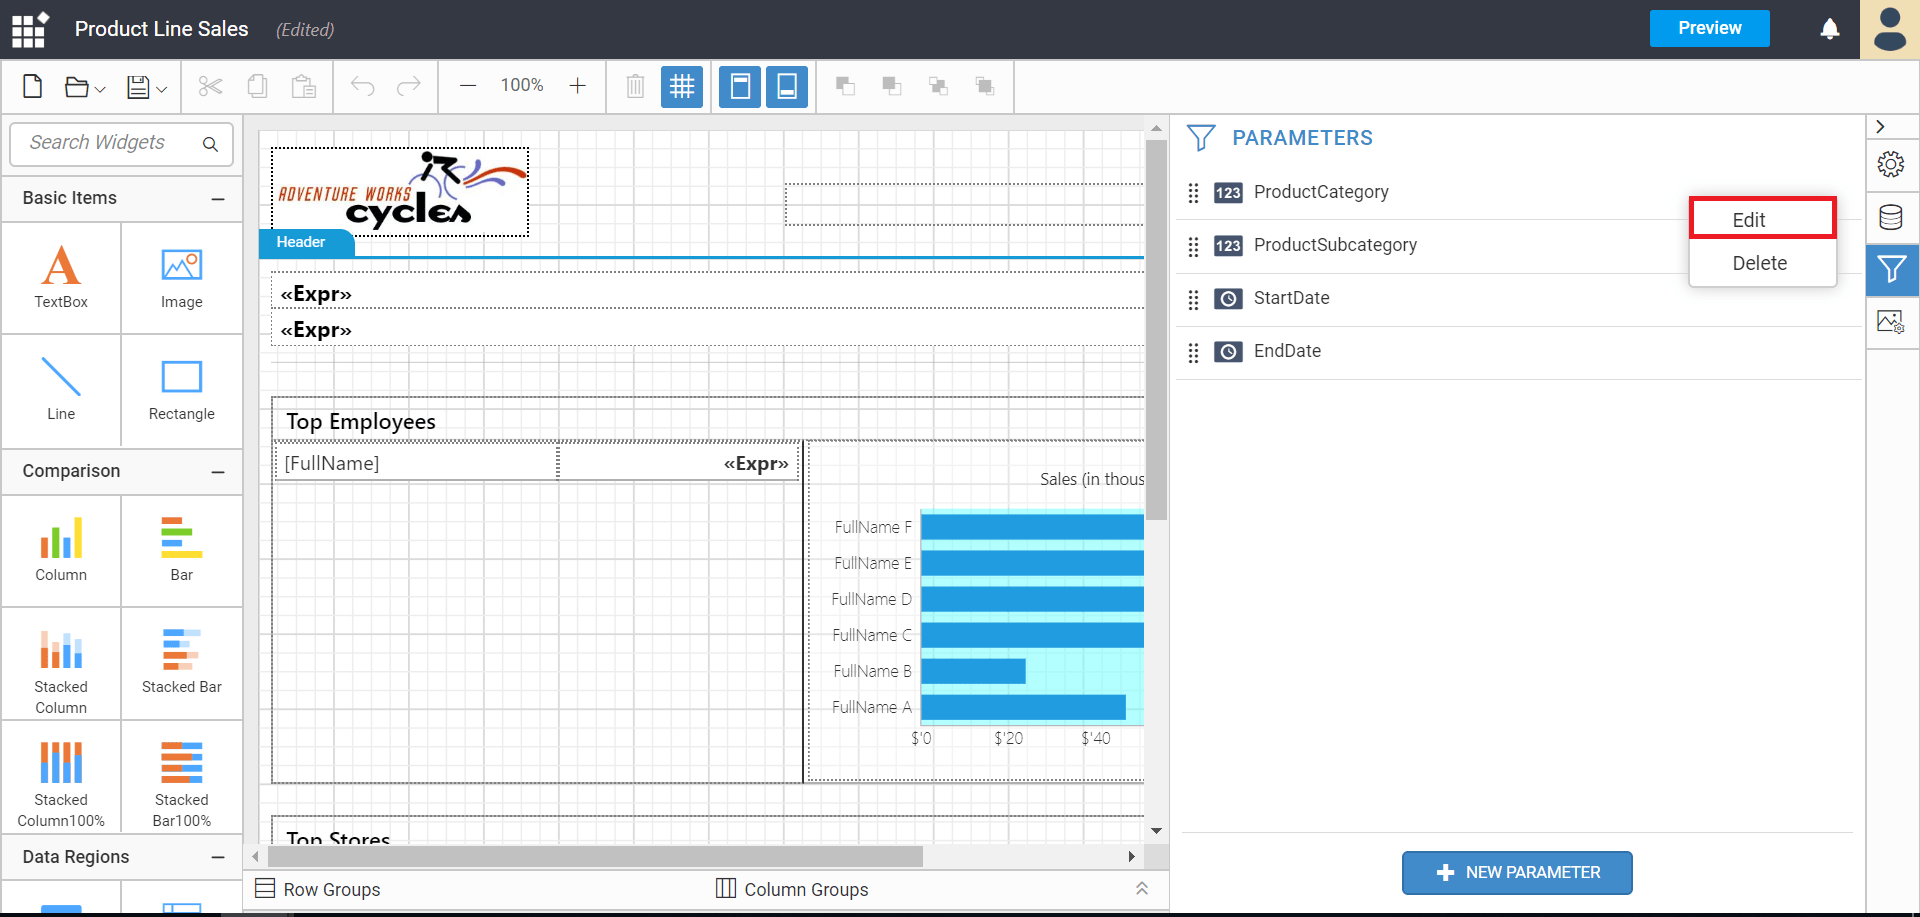 Product Line Sales (Edited)
Preview
100%
Search Widgets
Basic Items
TextBox
Image
Line
Rectangle
Comparison
Column
Bar
Stacked
Column
Stacked Bar
Stacked
Column100%
Stacked
Bar100%
Data Regions
ADVENTURE WORKS
cycles
Header
«Expr»
«Expr»
Top Employees
[FullName]
«Expr»
Sales (in thous
FullName F
FullName E
FullName D
FullName C
FullName B
FullName A
$'0 $'20 $'40
Top Stores
Row Groups
Column Groups
PARAMETERS
123 ProductCategory
123 ProductSubcategory
StartDate
EndDate
Edit
Delete
NEW PARAMETER